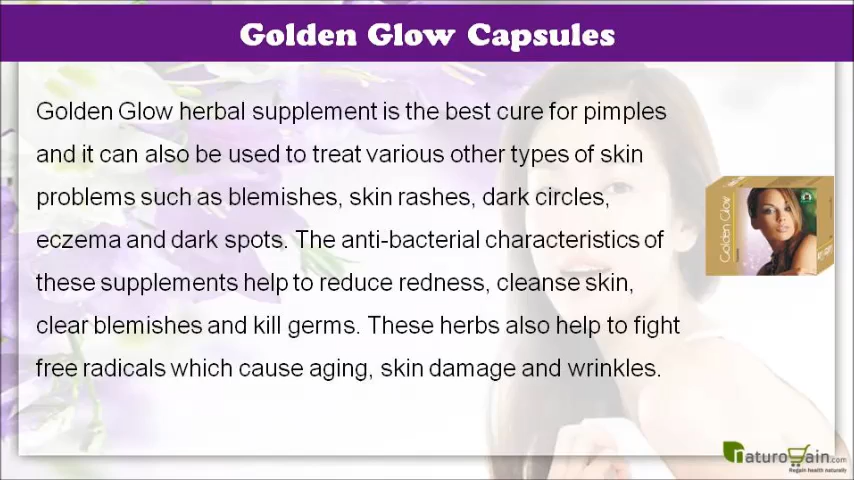 Golden Glow Capsules
Golden Glow herbal supplement is the best cure for pimples
and it can also be used to treat various other types of skin
problems such as blemishes, skin rashes, dark circles,
eczema and dark spots. The anti-bacterial characteristics of
these supplements help to reduce redness, cleanse skin,
clear blemishes and kill germs. These herbs also help to fight
free radicals which cause aging, skin damage and wrinkles.
Golden Glow
naturogain.com
Regain health naturally